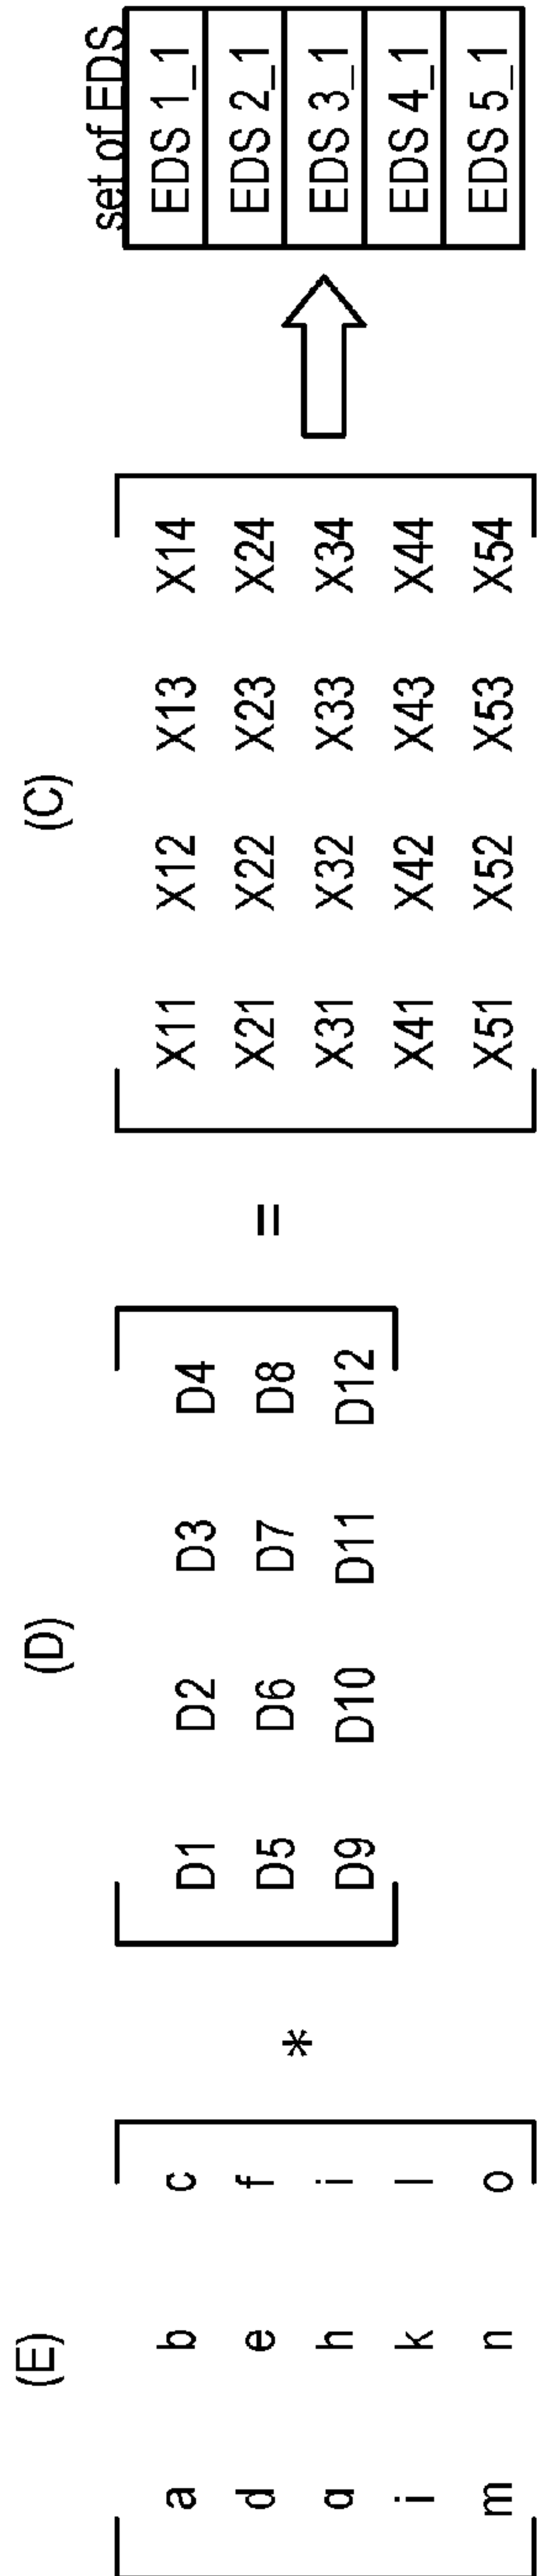 (E)
a b c
d e f
g h i
j k l
m n o
*
(D)
D1 D2 D3 D4
D5 D6 D7 D8
D9 D10 D11 D12
=
(C)
X11 X12 X13 X14
X21 X22 X23 X24
X31 X32 X33 X34
X41 X42 X43 X44
X51 X52 X53 X54
set of EDS
EDS 1_1
EDS 2_1
EDS 3_1
EDS 4_1
EDS 5_1